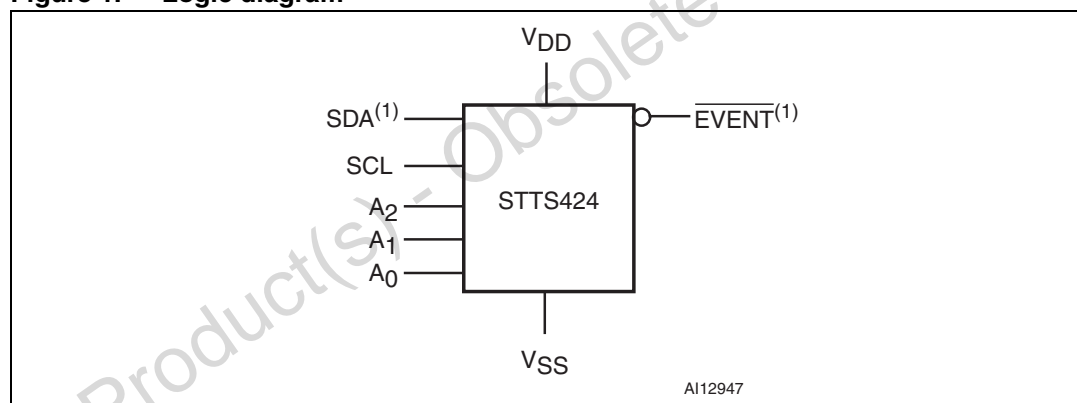 Figure 1. Logic diagram
VDD
SDA(1)
EVENT(1)
SCL
A2
STTS424
A1
A0
VSS
AI12947
Product(s) - Obsolete